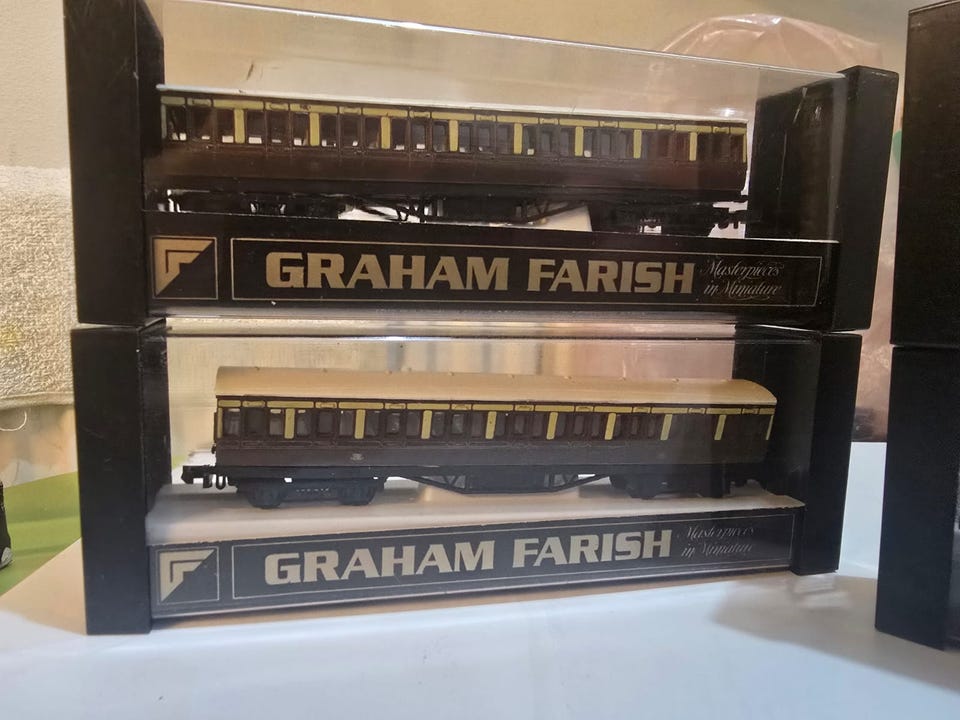 GRAHAM FARISH
Masterpieces
in Miniature
GRAHAM FARISH
Masterpieces
in Miniature